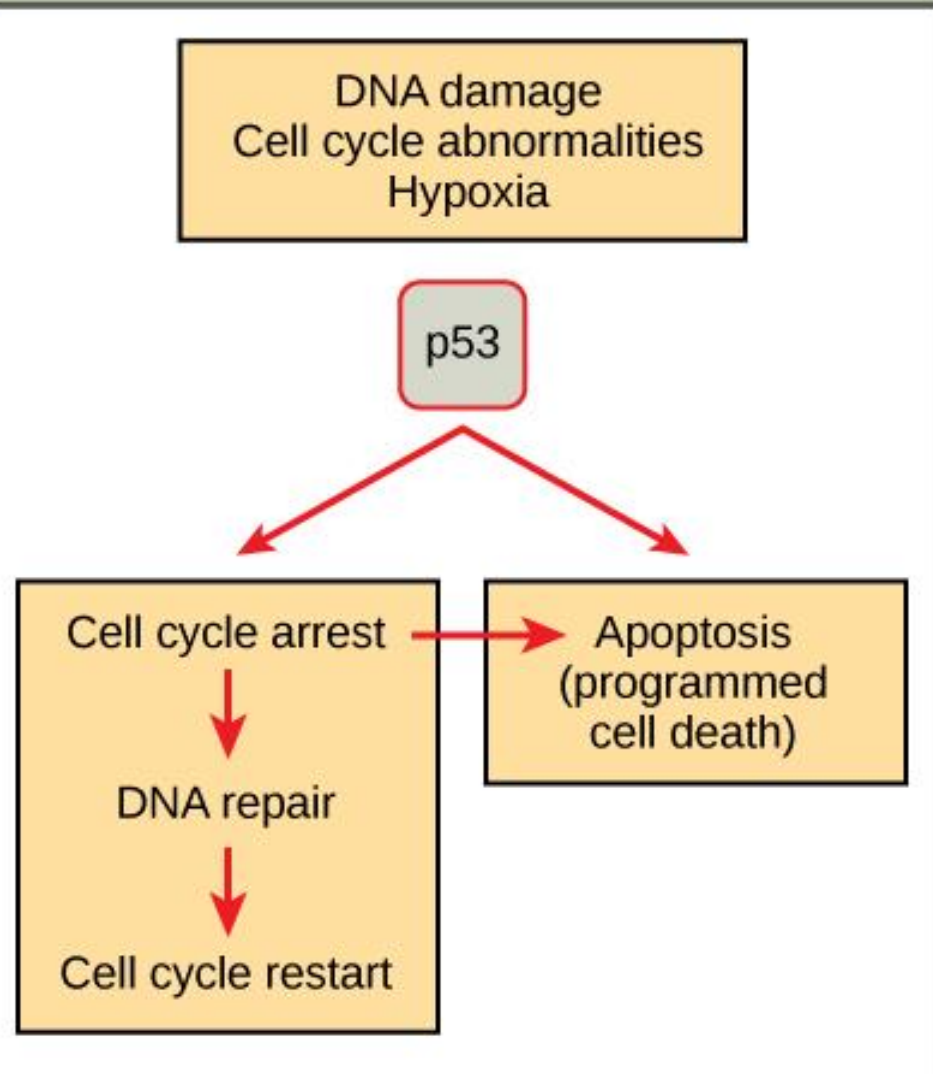 DNA damage
Cell cycle abnormalities
Hypoxia
p53
Cell cycle arrest
DNA repair
Cell cycle restart
Apoptosis
(programmed
cell death)